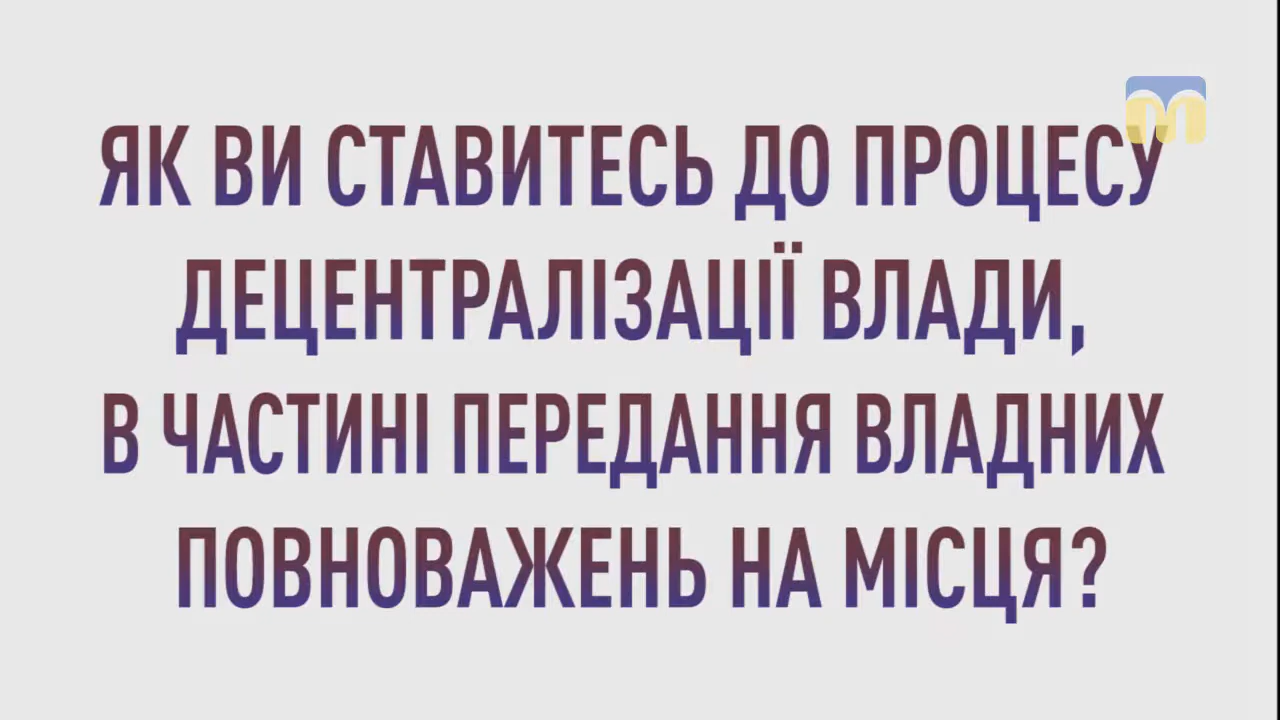 ЯК ВИ СТАВИТЕСЬ ДО ПРОЦЕСУ
ДЕЦЕНТРАЛІЗАЦІЇ ВЛАДИ,
В ЧАСТИНІ ПЕРЕДАННЯ ВЛАДНИХ
ПОВНОВАЖЕНЬ НА МІСЦЯ?